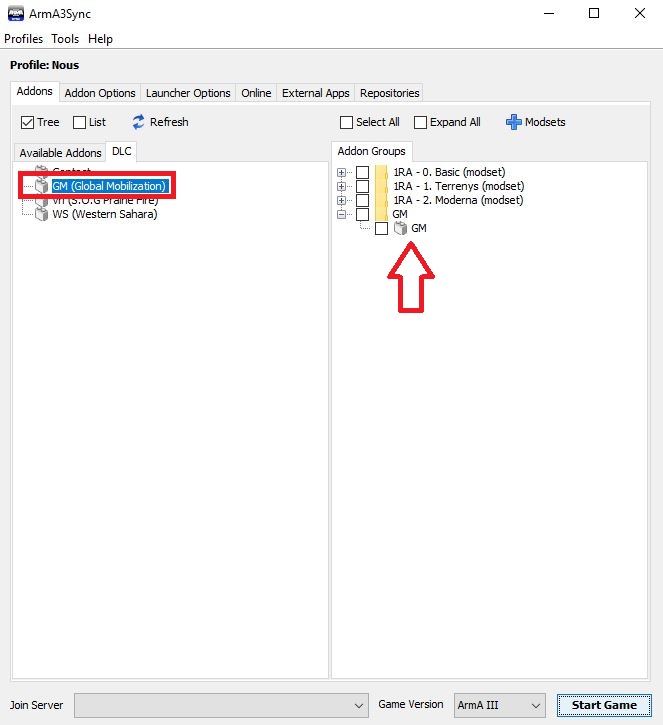 ArmA3Sync
Profiles Tools Help
Profile: Nous
Addons Addon Options Launcher Options Online External Apps Repositories
Tree List Refresh
Select All Expand All Modsets
Available Addons DLC
Contact
GM (Global Mobilization)
VN (S.O.G Prairie Fire)
WS (Western Sahara)
Addon Groups
1RA - 0. Basic (modset)
1RA - 1. Terrenys (modset)
1RA - 2. Moderna (modset)
GM
GM
Join Server Game Version ArmA III Start Game